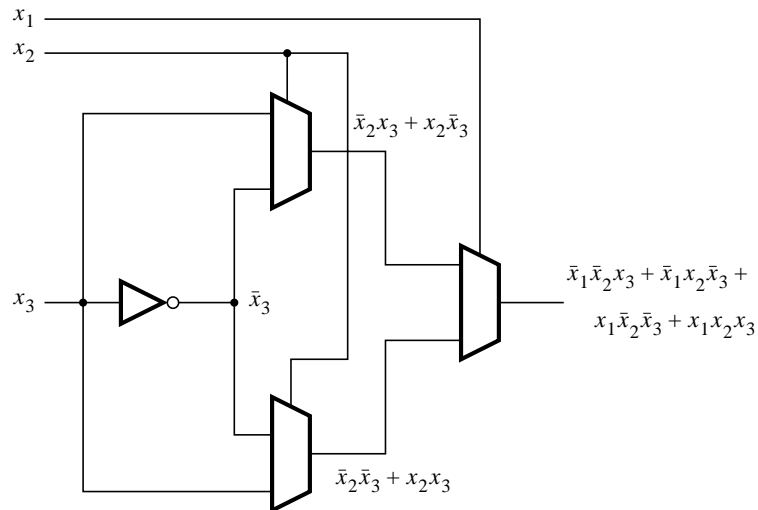 x₁
x₂
x̄₂x₃ + x₂x̄₃
x₃
x̄₃
x̄₁x̄₂x₃ + x̄₁x₂x̄₃ +
x₁x̄₂x̄₃ + x₁x₂x₃
x̄₂x̄₃ + x₂x₃